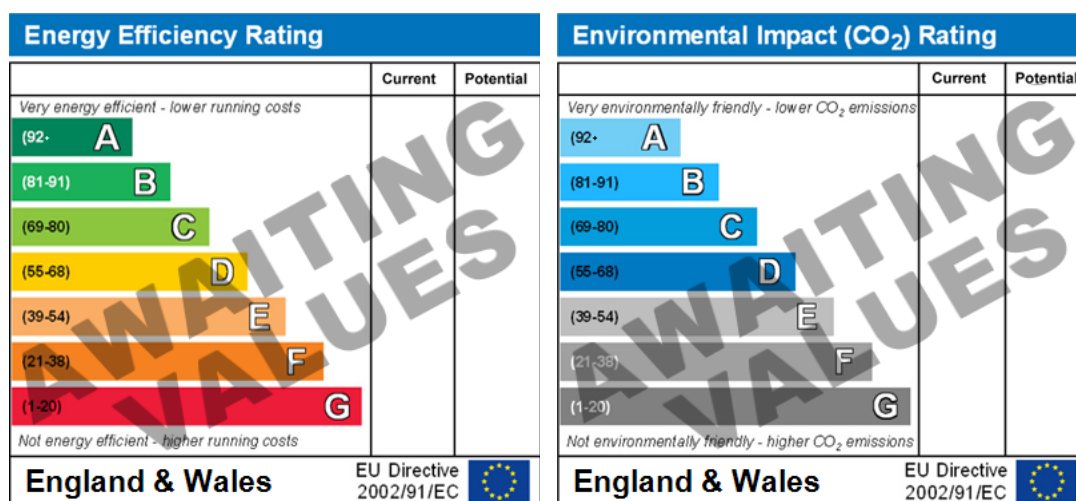 Energy Efficiency Rating
Current Potential
Very energy efficient - lower running costs
(92+ A
(81-91) B
(69-80) C
(55-68) D
(39-54) E
(21-38) F
(1-20) G
Not energy efficient - higher running costs
England & Wales
EU Directive
2002/91/EC
AWAITING
VALUES
Environmental Impact (CO₂) Rating
Current Potential
Very environmentally friendly - lower CO₂ emissions
(92+ A
(81-91) B
(69-80) C
(55-68) D
(39-54) E
(21-38) F
(1-20) G
Not environmentally friendly - higher CO₂ emissions
England & Wales
EU Directive
2002/91/EC
AWAITING
VALUES